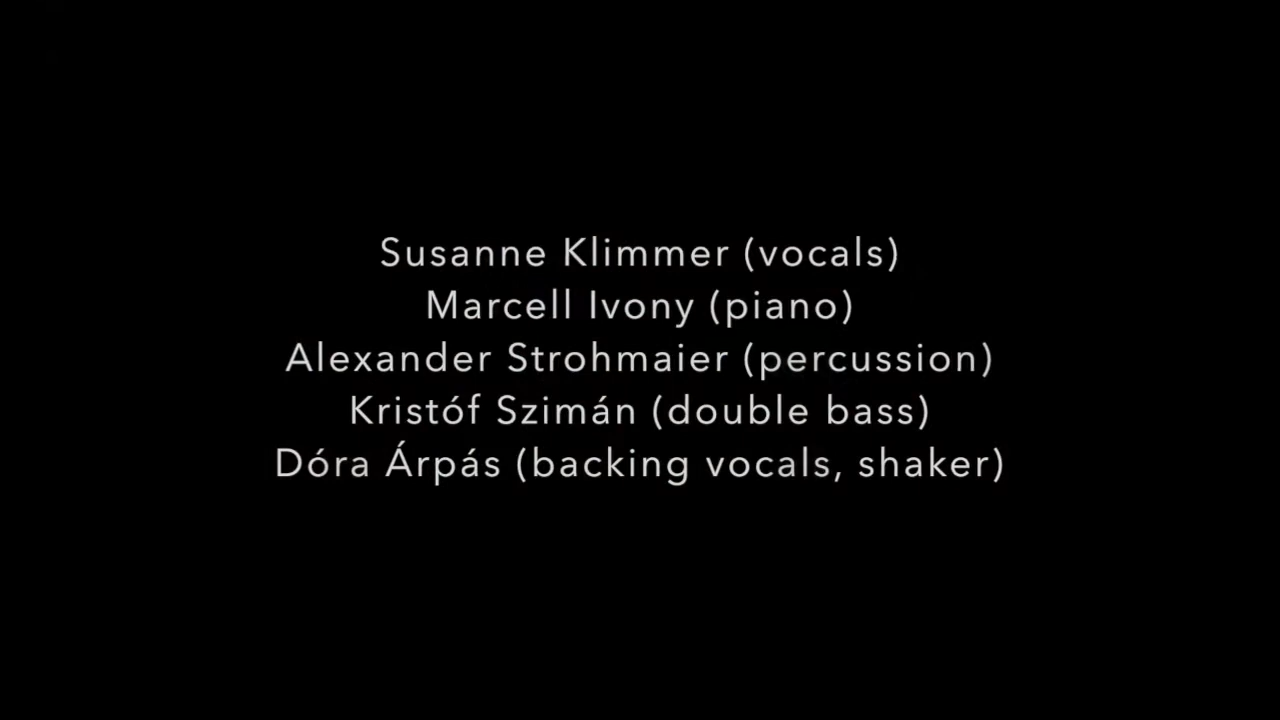 Susanne Klimmer (vocals)
Marcell Ivony (piano)
Alexander Strohmaier (percussion)
Kristóf Szimán (double bass)
Dóra Árpás (backing vocals, shaker)